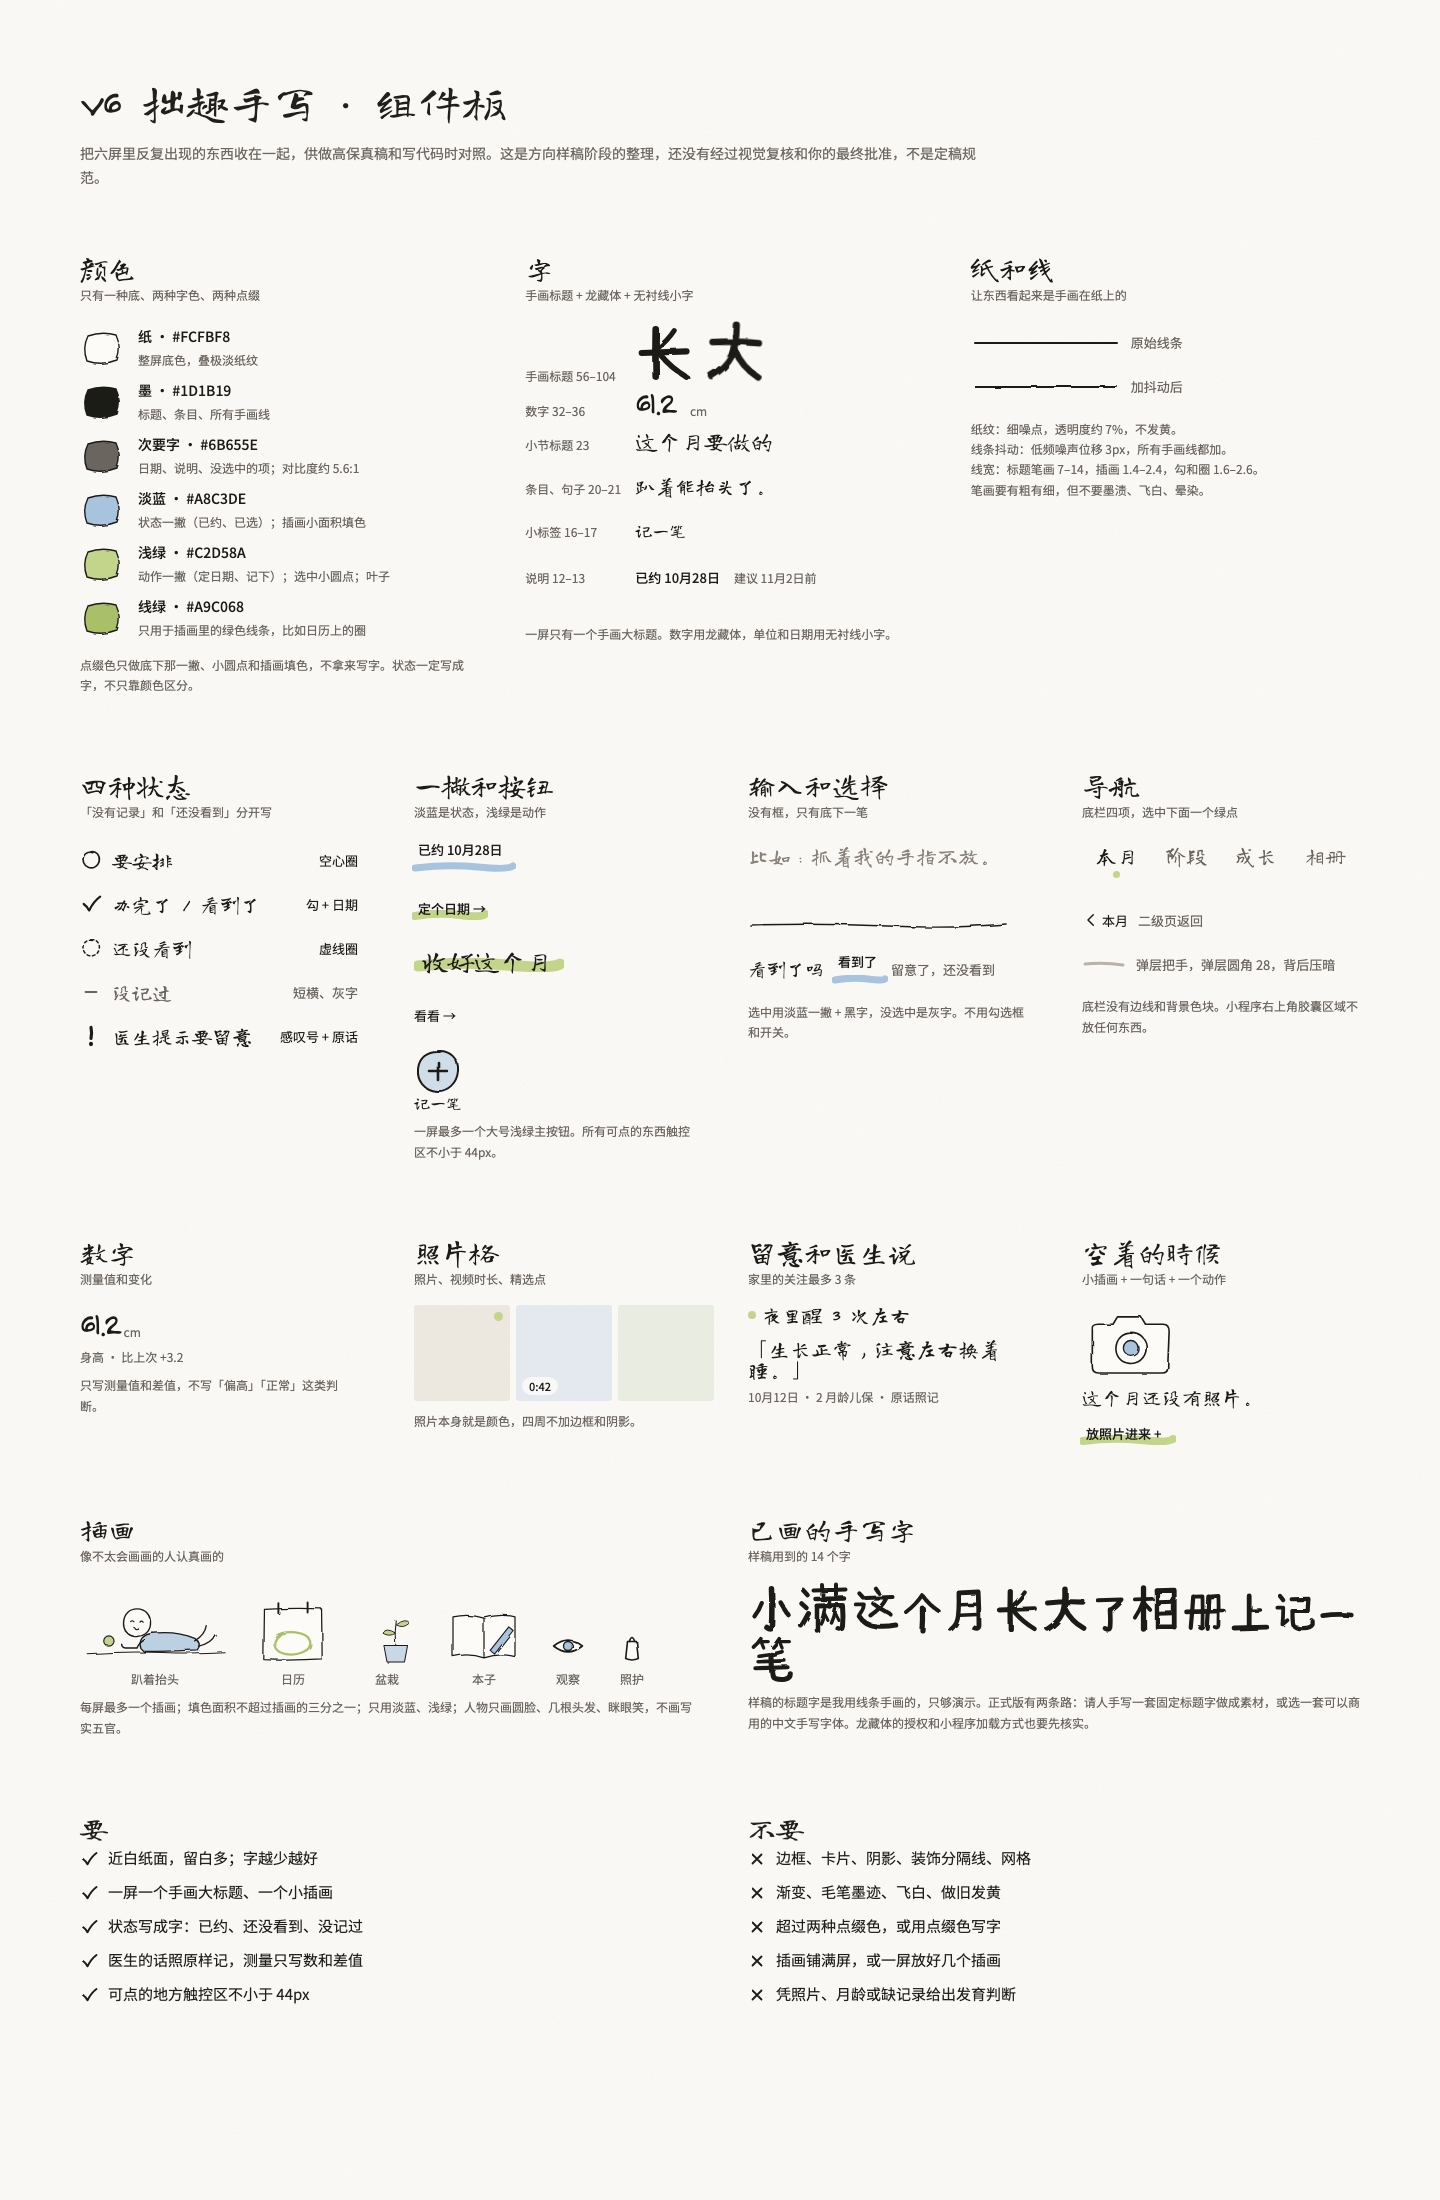 v6 拙趣手写 · 组件板
把六屏里反复出现的东西收在一起，供做高保真稿和写代码时对照。这是方向样稿阶段的整理，还没有经过视觉复核和你的最终批准，不是定稿规
范。
颜色
只有一种底、两种字色、两种点缀
纸 · #FCFBF8
整屏底色，叠极淡纸纹
墨 · #1D1B19
标题、条目、所有手画线
次要字 · #6B655E
日期、说明、没选中的项；对比度约 5.6:1
淡蓝 · #A8C3DE
状态一撇（已约、已选）；插画小面积填色
浅绿 · #C2D58A
动作一撇（定日期、记下）；选中小圆点；叶子
线绿 · #A9C068
只用于插画里的绿色线条，比如日历上的圈
点缀色只做底下那一撇、小圆点和插画填色，不拿来写字。状态一定写成
字，不只靠颜色区分。
字
手画标题 + 龙藏体 + 无衬线小字
手画标题 56–104 长大
数字 32–36 61.2 cm
小节标题 23 这个月要做的
条目、句子 20–21 趴着能抬头了。
小标签 16–17 记一笔
说明 12–13 已约 10月28日 建议 11月2日前
一屏只有一个手画大标题。数字用龙藏体，单位和日期用无衬线小字。
纸和线
让东西看起来是手画在纸上的
原始线条
加抖动后
纸纹：细噪点，透明度约 7%，不发黄。
线条抖动：低频噪声位移 3px，所有手画线都加。
线宽：标题笔画 7–14，插画 1.4–2.4，勾和圈 1.6–2.6。
笔画要有粗有细，但不要墨渍、飞白、晕染。
四种状态
「没有记录」和「还没看到」分开写
要安排 空心圈
办完了 / 看到了 勾 + 日期
还没看到 虚线圈
没记过 短横、灰字
! 医生提示要留意 感叹号 + 原话
一撇和按钮
淡蓝是状态，浅绿是动作
已约 10月28日
定个日期 →
收好这个月
看看 →
记一笔
一屏最多一个大号浅绿主按钮。所有可点的东西触控
区不小于 44px。
输入和选择
没有框，只有底下一笔
比如：抓着我的手指不放。
看到了吗 看到了 留意了，还没看到
选中用淡蓝一撇 + 黑字，没选中是灰字。不用勾选框
和开关。
导航
底栏四项，选中下面一个绿点
本月 阶段 成长 相册
本月 二级页返回
弹层把手，弹层圆角 28，背后压暗
底栏没有边线和背景色块。小程序右上角胶囊区域不
放任何东西。
数字
测量值和变化
61.2 cm
身高 · 比上次 +3.2
只写测量值和差值，不写「偏高」「正常」这类判
断。
照片格
照片、视频时长、精选点
0:42
照片本身就是颜色，四周不加边框和阴影。
留意和医生说
家里的关注最多 3 条
夜里醒 3 次左右
「生长正常，注意左右换着
睡。」
10月12日 · 2 月龄儿保 · 原话照记
空着的時候
小插画 + 一句话 + 一个动作
这个月还没有照片。
放照片进来 +
插画
像不太会画画的人认真画的
趴着抬头 日历 盆栽 本子 观察 照护
每屏最多一个插画；填色面积不超过插画的三分之一；只用淡蓝、浅绿；人物只画圆脸、几根头发、眯眼笑，不画写
实五官。
已画的手写字
样稿用到的 14 个字
小满这个月长大了相册上记一
笔
样稿的标题字是我用线条手画的，只够演示。正式版有两条路：请人手写一套固定标题字做成素材，或选一套可以商
用的中文手写字体。龙藏体的授权和小程序加载方式也要先核实。
要
近白纸面，留白多；字越少越好
一屏一个手画大标题、一个小插画
状态写成字：已约、还没看到、没记过
医生的话照原样记，测量只写数和差值
可点的地方触控区不小于 44px
不要
边框、卡片、阴影、装饰分隔线、网格
渐变、毛笔墨迹、飞白、做旧发黄
超过两种点缀色，或用点缀色写字
插画铺满屏，或一屏放好几个插画
凭照片、月龄或缺记录给出发育判断